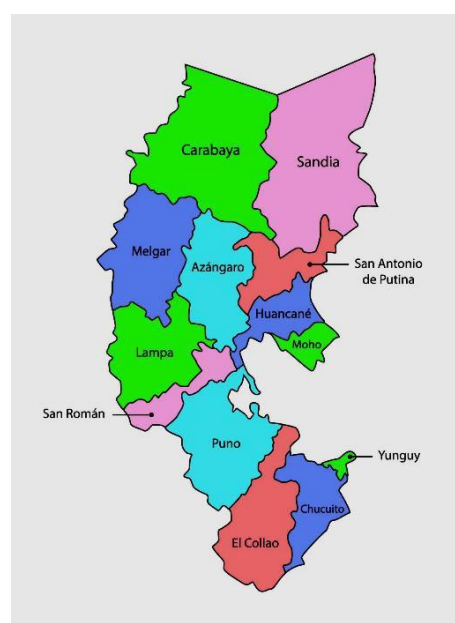 Carabaya
Sandia
Melgar
Azángaro
San Antonio
de Putina
Huancané
Moho
Lampa
San Román
Puno
Yunguy
Chucuito
El Collao